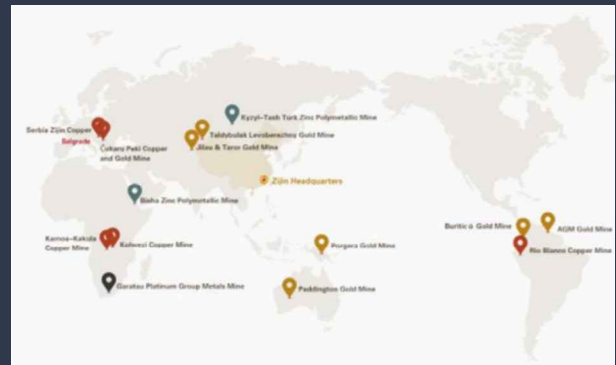 Kyzyl-Tash Turk Zinc Polymetallic Mine
Serbia Zijin Copper
Belgrade
Taldybulak Levoberezhny Gold Mine
Čukaru Peki Copper
and Gold Mine
Jilau & Taror Gold Mine
Zijin Headquarters
Bisha Zinc Polymetallic Mine
Buriticá Gold Mine
AGM Gold Mine
Kamoa-Kakula
Copper Mine
Kolwezi Copper Mine
Porgera Gold Mine
Rio Blanco Copper Mine
Garatau Platinum Group Metals Mine
Paddington Gold Mine